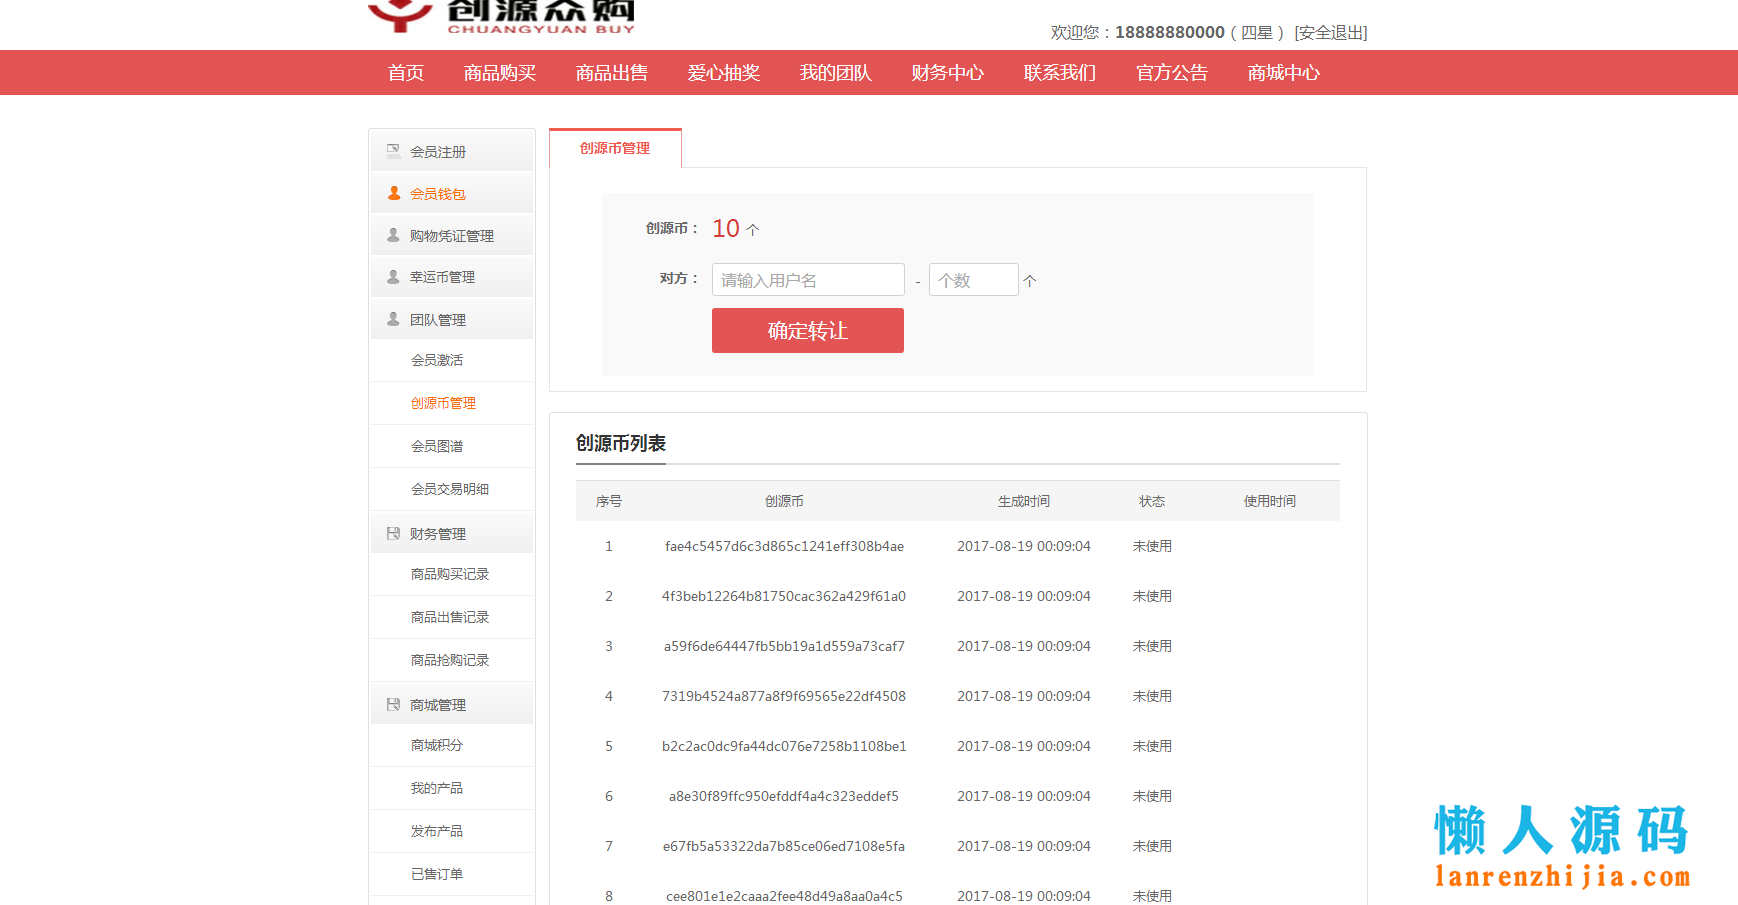 创源众购
CHUANGYUAN BUY
欢迎您：18888880000（四星） [安全退出]
首页 商品购买 商品出售 爱心抽奖 我的团队 财务中心 联系我们 官方公告 商城中心
会员注册
会员钱包
购物凭证管理
幸运币管理
团队管理
会员激活
创源币管理
会员图谱
会员交易明细
财务管理
商品购买记录
商品出售记录
商品抢购记录
商城管理
商城积分
我的产品
发布产品
已售订单
创源币管理
创源币： 10 个
对方： 请输入用户名 - 个数 个
确定转让
创源币列表
序号 创源币 生成时间 状态 使用时间
1 fae4c5457d6c3d865c1241eff308b4ae 2017-08-19 00:09:04 未使用
2 4f3beb12264b81750cac362a429f61a0 2017-08-19 00:09:04 未使用
3 a59f6de64447fb5bb19a1d559a73caf7 2017-08-19 00:09:04 未使用
4 7319b4524a877a8f9f69565e22df4508 2017-08-19 00:09:04 未使用
5 b2c2ac0dc9fa44dc076e7258b1108be1 2017-08-19 00:09:04 未使用
6 a8e30f89ffc950efddf4a4c323eddef5 2017-08-19 00:09:04 未使用
7 e67fb5a53322da7b85ce06ed7108e5fa 2017-08-19 00:09:04 未使用
8 cee801e1e2caaa2fee48d49a8aa0a4c5 2017-08-19 00:09:04 未使用
懒人源码
lanrenzhijia.com